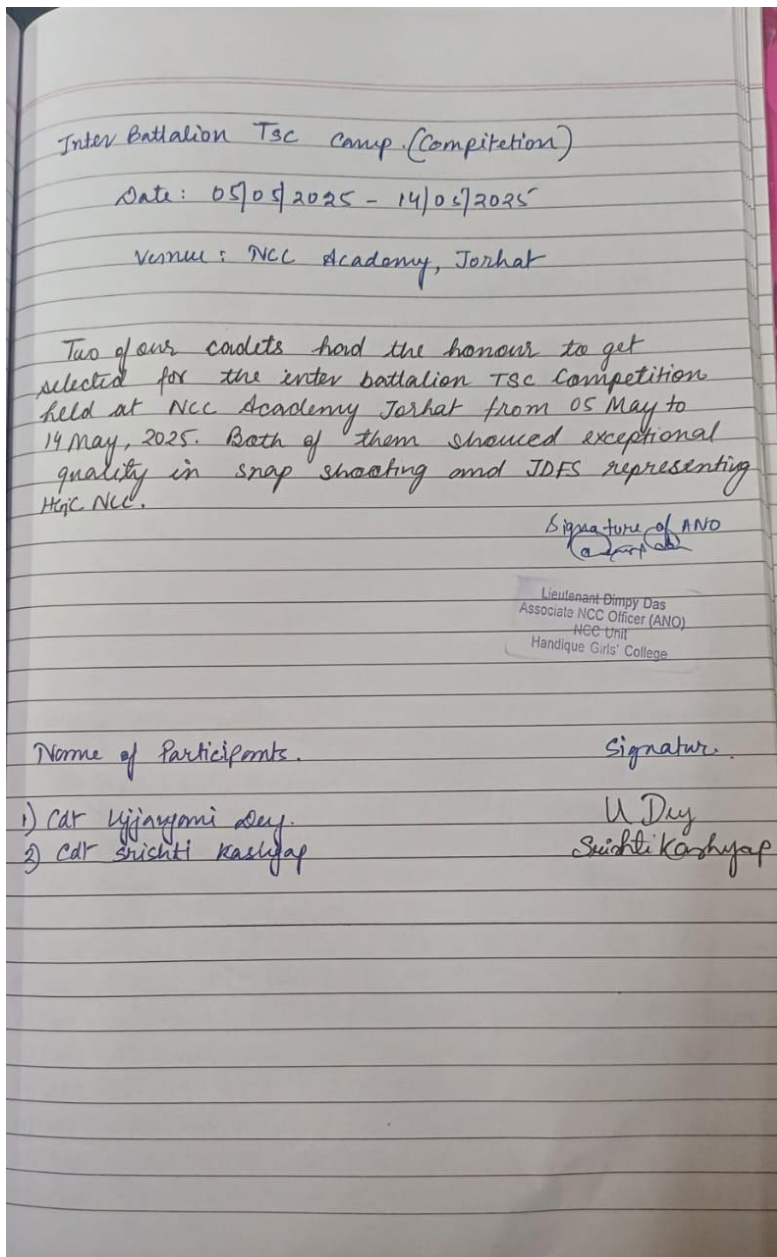 Inter Battalion TSC Camp. (Compitetion)
Date: 05/05/2025 - 14/05/2025
Vernue: NCC Academy, Jorhat
Two of our cadets had the honour to get
selected for the inter battalion TSC Competition
held at NCC Academy Jorhat from 05 May to
14 May, 2025. Both of them showed exceptional
quality in snap shooting and JDFS representing
HGC NCC.
Signature of ANO
Lieutenant Dimpy Das
Associate NCC Officer (ANO)
NCC Unit
Handique Girls' College
Name of Participants. Signatur.
1) Cdt Dey. U Dey
2) Cdt Srishti Kashyap Srishti Kashyap